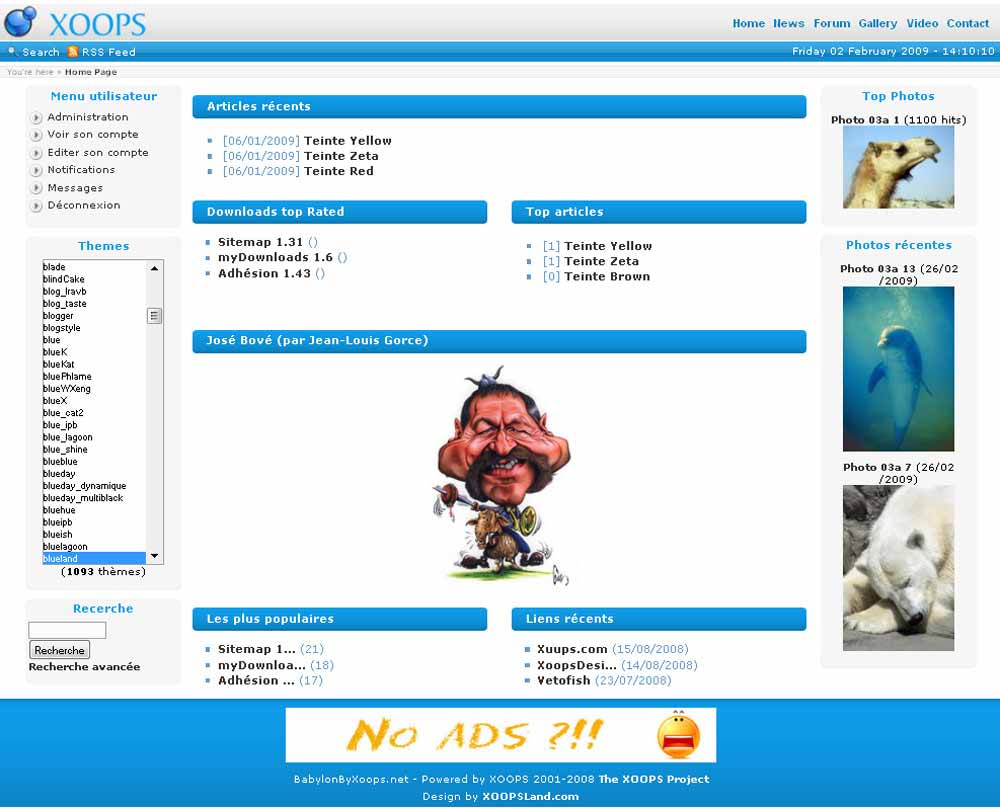 XOOPS
Home News Forum Gallery Video Contact
Search RSS Feed
Friday 02 February 2009 - 14:10:10
You're here » Home Page
Menu utilisateur
Administration
Voir son compte
Editer son compte
Notifications
Messages
Déconnexion
Themes
blade
blindCake
blog_lravb
blog_taste
blogger
blogstyle
blue
blueK
blueKat
bluePhlame
blueWXeng
blueX
blue_cat2
blue_ipb
blue_lagoon
blue_shine
blueblue
blueday
blueday_dynamique
blueday_multiblack
bluehue
blueipb
blueish
bluelagoon
blueland
(1093 thèmes)
Recerche
Recherche
Recherche avancée
Articles récents
[06/01/2009] Teinte Yellow
[06/01/2009] Teinte Zeta
[06/01/2009] Teinte Red
Downloads top Rated
Sitemap 1.31 ()
myDownloads 1.6 ()
Adhésion 1.43 ()
Top articles
[1] Teinte Yellow
[1] Teinte Zeta
[0] Teinte Brown
José Bové (par Jean-Louis Gorce)
Les plus populaires
Sitemap 1... (21)
myDownloa... (18)
Adhésion ... (17)
Liens récents
Xuups.com (15/08/2008)
XoopsDesi... (14/08/2008)
Vetofish (23/07/2008)
Top Photos
Photo 03a 1 (1100 hits)
Photos récentes
Photo 03a 13 (26/02
/2009)
Photo 03a 7 (26/02
/2009)
No ADS ?!!
BabylonByXoops.net - Powered by XOOPS 2001-2008 The XOOPS Project
Design by XOOPSLand.com